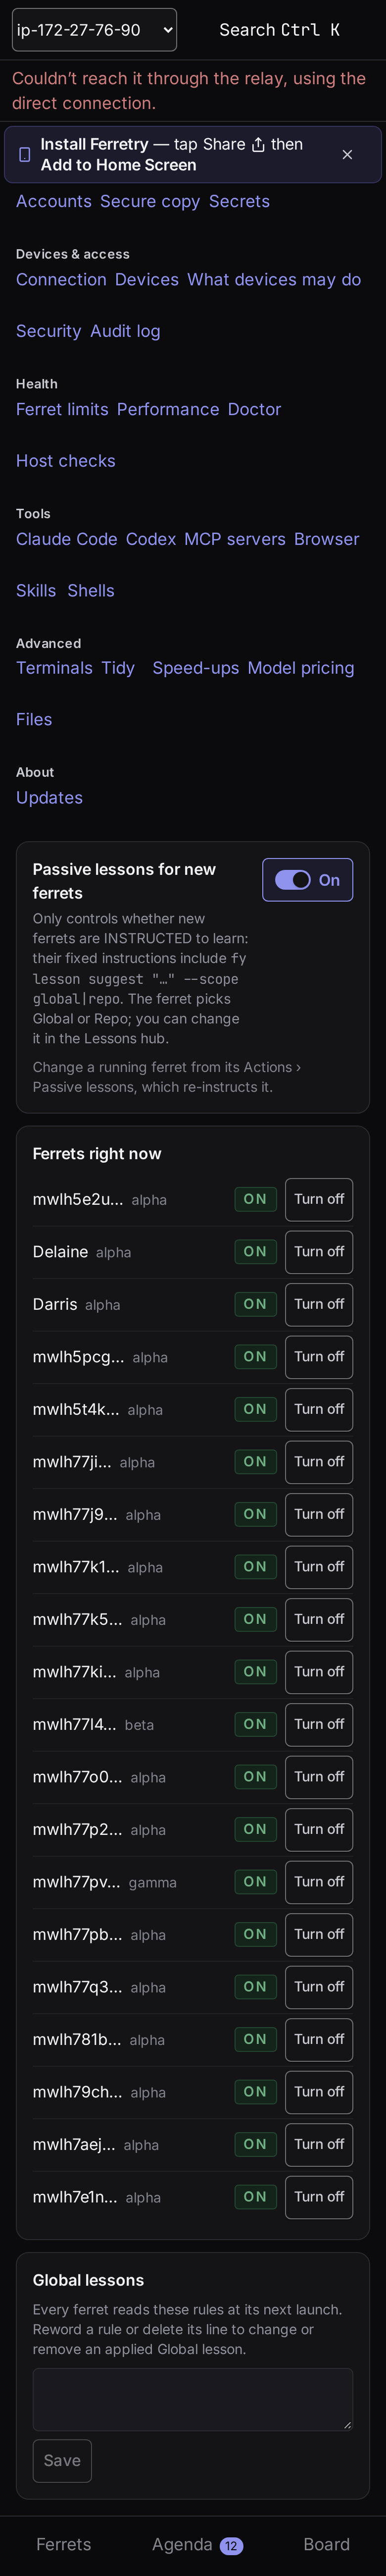 ip-172-27-76-90
Search Ctrl K
Couldn’t reach it through the relay, using the
direct connection.
Install Ferretry — tap Share then
Add to Home Screen
Accounts Secure copy Secrets
Devices & access
Connection Devices What devices may do
Security Audit log
Health
Ferret limits Performance Doctor
Host checks
Tools
Claude Code Codex MCP servers Browser
Skills Shells
Advanced
Terminals Tidy Speed-ups Model pricing
Files
About
Updates
Passive lessons for new
ferrets
On
Only controls whether new
ferrets are INSTRUCTED to learn:
their fixed instructions include fy
lesson suggest "…" --scope
global|repo. The ferret picks
Global or Repo; you can change
it in the Lessons hub.
Change a running ferret from its Actions ›
Passive lessons, which re-instructs it.
Ferrets right now
mwlh5e2u… alpha ON Turn off
Delaine alpha ON Turn off
Darris alpha ON Turn off
mwlh5pcg… alpha ON Turn off
mwlh5t4k… alpha ON Turn off
mwlh77ji… alpha ON Turn off
mwlh77j9… alpha ON Turn off
mwlh77k1… alpha ON Turn off
mwlh77k5… alpha ON Turn off
mwlh77ki… alpha ON Turn off
mwlh77l4… beta ON Turn off
mwlh77o0… alpha ON Turn off
mwlh77p2… alpha ON Turn off
mwlh77pv… gamma ON Turn off
mwlh77pb… alpha ON Turn off
mwlh77q3… alpha ON Turn off
mwlh781b… alpha ON Turn off
mwlh79ch… alpha ON Turn off
mwlh7aej… alpha ON Turn off
mwlh7e1n… alpha ON Turn off
Global lessons
Every ferret reads these rules at its next launch.
Reword a rule or delete its line to change or
remove an applied Global lesson.
Save
Ferrets Agenda 12 Board